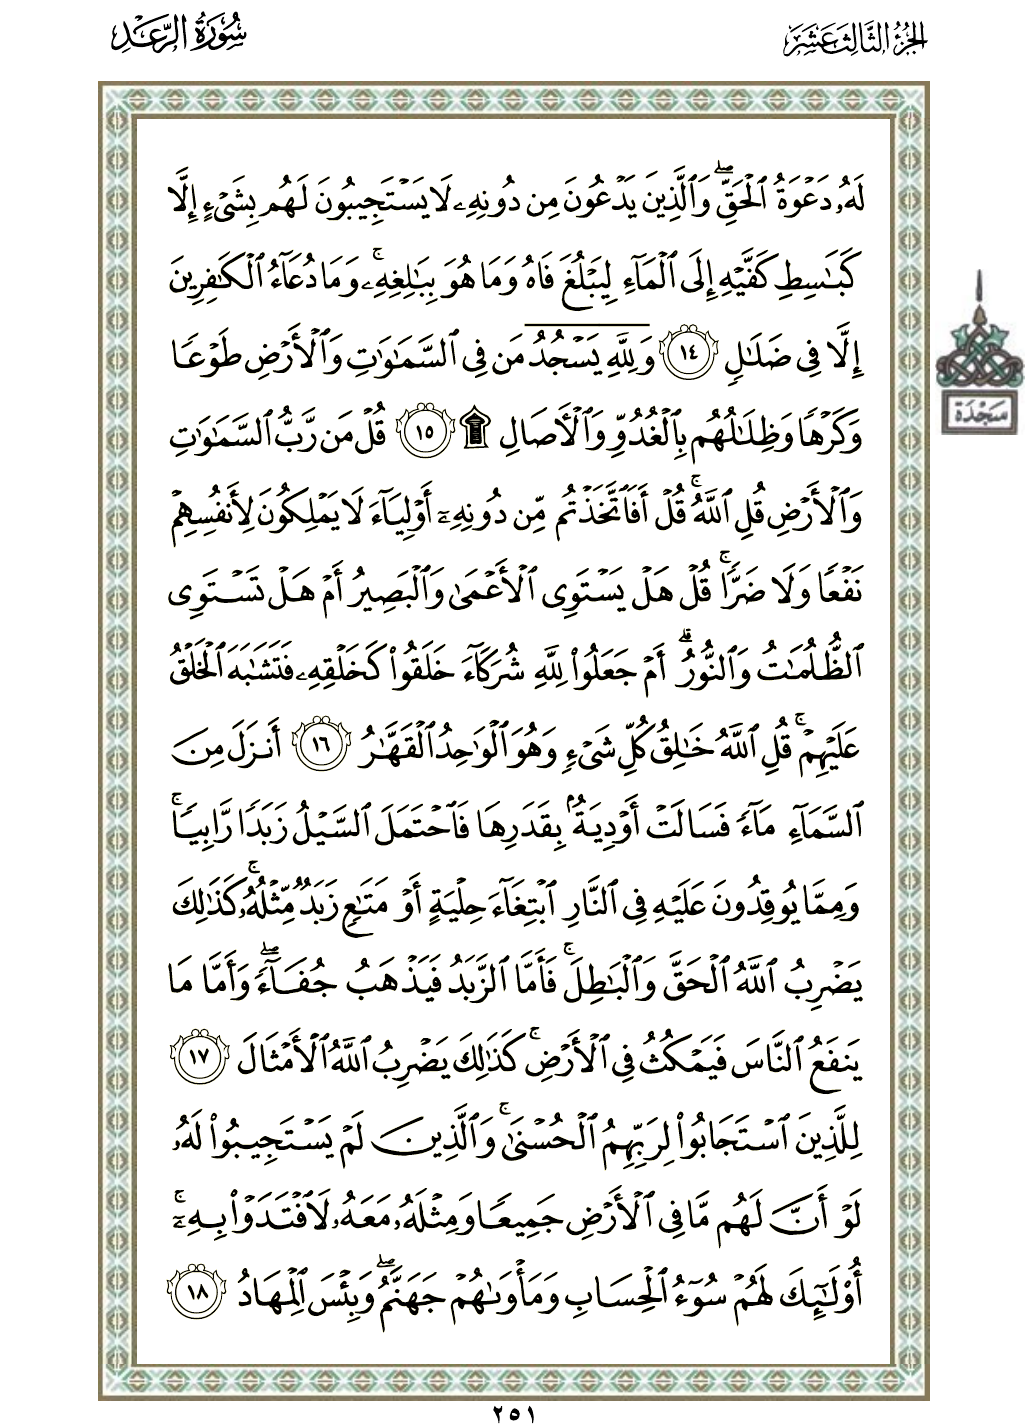 الجزء الثالث عشر
سورة الرعد
لَهُۥ دَعْوَةُ ٱلْحَقِّ ۖ وَٱلَّذِينَ يَدْعُونَ مِن دُونِهِۦ لَا يَسْتَجِيبُونَ لَهُم بِشَىْءٍ إِلَّا
كَبَٰسِطِ كَفَّيْهِ إِلَى ٱلْمَآءِ لِيَبْلُغَ فَاهُ وَمَا هُوَ بِبَٰلِغِهِۦ ۚ وَمَا دُعَآءُ ٱلْكَٰفِرِينَ
إِلَّا فِى ضَلَٰلٍ ١٤ وَلِلَّهِ يَسْجُدُ مَن فِى ٱلسَّمَٰوَٰتِ وَٱلْأَرْضِ طَوْعًا
وَكَرْهًا وَظِلَٰلُهُم بِٱلْغُدُوِّ وَٱلْءَاصَالِ ۩ ١٥ قُلْ مَن رَّبُّ ٱلسَّمَٰوَٰتِ
وَٱلْأَرْضِ قُلِ ٱللَّهُ ۚ قُلْ أَفَٱتَّخَذْتُم مِّن دُونِهِۦٓ أَوْلِيَآءَ لَا يَمْلِكُونَ لِأَنفُسِهِمْ
نَفْعًا وَلَا ضَرًّا ۚ قُلْ هَلْ يَسْتَوِى ٱلْأَعْمَىٰ وَٱلْبَصِيرُ أَمْ هَلْ تَسْتَوِى
ٱلظُّلُمَٰتُ وَٱلنُّورُ ۗ أَمْ جَعَلُوا۟ لِلَّهِ شُرَكَآءَ خَلَقُوا۟ كَخَلْقِهِۦ فَتَشَٰبَهَ ٱلْخَلْقُ
عَلَيْهِمْ ۚ قُلِ ٱللَّهُ خَٰلِقُ كُلِّ شَىْءٍ وَهُوَ ٱلْوَٰحِدُ ٱلْقَهَّٰرُ ١٦ أَنزَلَ مِنَ
ٱلسَّمَآءِ مَآءً فَسَالَتْ أَوْدِيَةٌۢ بِقَدَرِهَا فَٱحْتَمَلَ ٱلسَّيْلُ زَبَدًا رَّابِيًا ۚ
وَمِمَّا يُوقِدُونَ عَلَيْهِ فِى ٱلنَّارِ ٱبْتِغَآءَ حِلْيَةٍ أَوْ مَتَٰعٍ زَبَدٌ مِّثْلُهُۥ ۚ كَذَٰلِكَ
يَضْرِبُ ٱللَّهُ ٱلْحَقَّ وَٱلْبَٰطِلَ ۚ فَأَمَّا ٱلزَّبَدُ فَيَذْهَبُ جُفَآءً ۖ وَأَمَّا مَا
يَنفَعُ ٱلنَّاسَ فَيَمْكُثُ فِى ٱلْأَرْضِ ۚ كَذَٰلِكَ يَضْرِبُ ٱللَّهُ ٱلْأَمْثَالَ ١٧
لِلَّذِينَ ٱسْتَجَابُوا۟ لِرَبِّهِمُ ٱلْحُسْنَىٰ ۚ وَٱلَّذِينَ لَمْ يَسْتَجِيبُوا۟ لَهُۥ
لَوْ أَنَّ لَهُم مَّا فِى ٱلْأَرْضِ جَمِيعًا وَمِثْلَهُۥ مَعَهُۥ لَٱفْتَدَوْا۟ بِهِۦٓ ۚ
أُو۟لَٰٓئِكَ لَهُمْ سُوٓءُ ٱلْحِسَابِ وَمَأْوَىٰهُمْ جَهَنَّمُ ۖ وَبِئْسَ ٱلْمِهَادُ ١٨
سَجْدَة
٢٥١